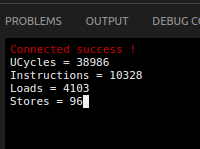 PROBLEMS OUTPUT DEBUG CO
Connected success !
UCycles = 38986
Instructions = 10328
Loads = 4103
Stores = 96